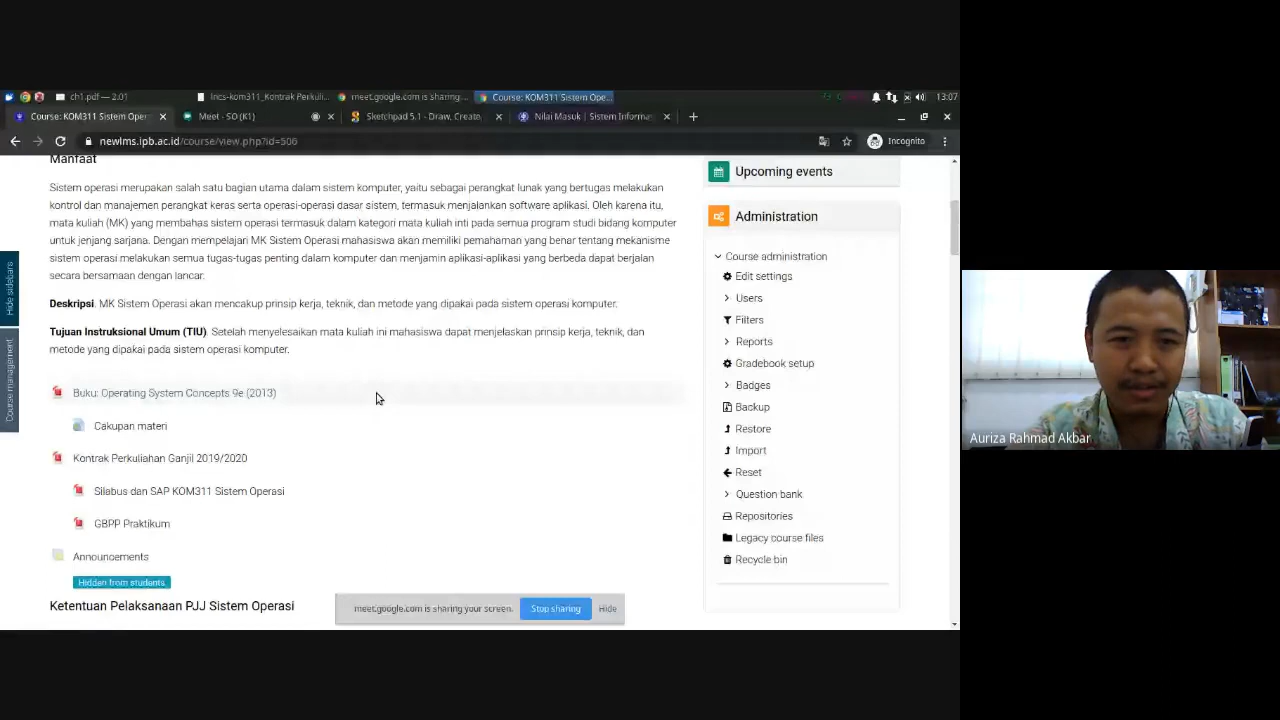 ch1.pdf — 2.01
lncs-kom311_Kontrak Perkuli...
meet.google.com is sharing...
Course: KOM311 Sistem Ope...
13:07
Course: KOM311 Sistem Oper
Meet - SO (K1)
Sketchpad 5.1 - Draw, Create,
Nilai Masuk | Sistem Informas
newlms.ipb.ac.id/course/view.php?id=506
Incognito
Hide sidebars
Course management
Manfaat
Sistem operasi merupakan salah satu bagian utama dalam sistem komputer, yaitu sebagai perangkat lunak yang bertugas melakukan
kontrol dan manajemen perangkat keras serta operasi-operasi dasar sistem, termasuk menjalankan software aplikasi. Oleh karena itu,
mata kuliah (MK) yang membahas sistem operasi termasuk dalam kategori mata kuliah inti pada semua program studi bidang komputer
untuk jenjang sarjana. Dengan mempelajari MK Sistem Operasi mahasiswa akan memiliki pemahaman yang benar tentang mekanisme
sistem operasi melakukan semua tugas-tugas penting dalam komputer dan menjamin aplikasi-aplikasi yang berbeda dapat berjalan
secara bersamaan dengan lancar.
Deskripsi. MK Sistem Operasi akan mencakup prinsip kerja, teknik, dan metode yang dipakai pada sistem operasi komputer.
Tujuan Instruksional Umum (TIU). Setelah menyelesaikan mata kuliah ini mahasiswa dapat menjelaskan prinsip kerja, teknik, dan
metode yang dipakai pada sistem operasi komputer.
Buku: Operating System Concepts 9e (2013)
Cakupan materi
Kontrak Perkuliahan Ganjil 2019/2020
Silabus dan SAP KOM311 Sistem Operasi
GBPP Praktikum
Announcements
Hidden from students
Ketentuan Pelaksanaan PJJ Sistem Operasi
Upcoming events
Administration
Course administration
Edit settings
Users
Filters
Reports
Gradebook setup
Badges
Backup
Restore
Import
Reset
Question bank
Repositories
Legacy course files
Recycle bin
meet.google.com is sharing your screen.
Stop sharing
Hide
Auriza Rahmad Akbar